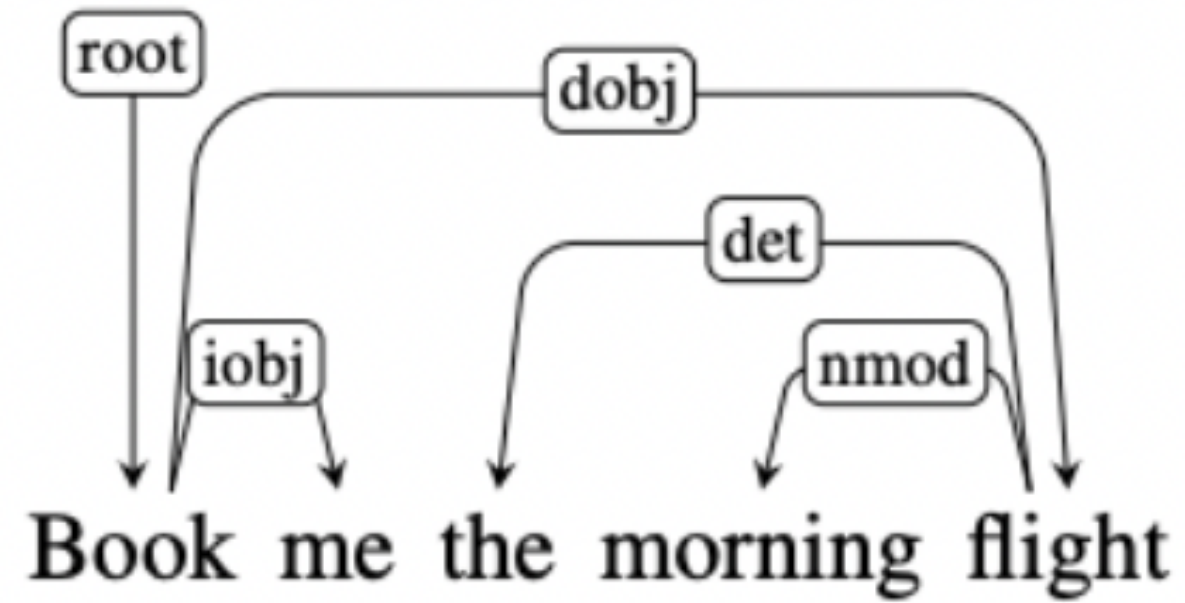 root
dobj
det
iobj
nmod
Book me the morning flight